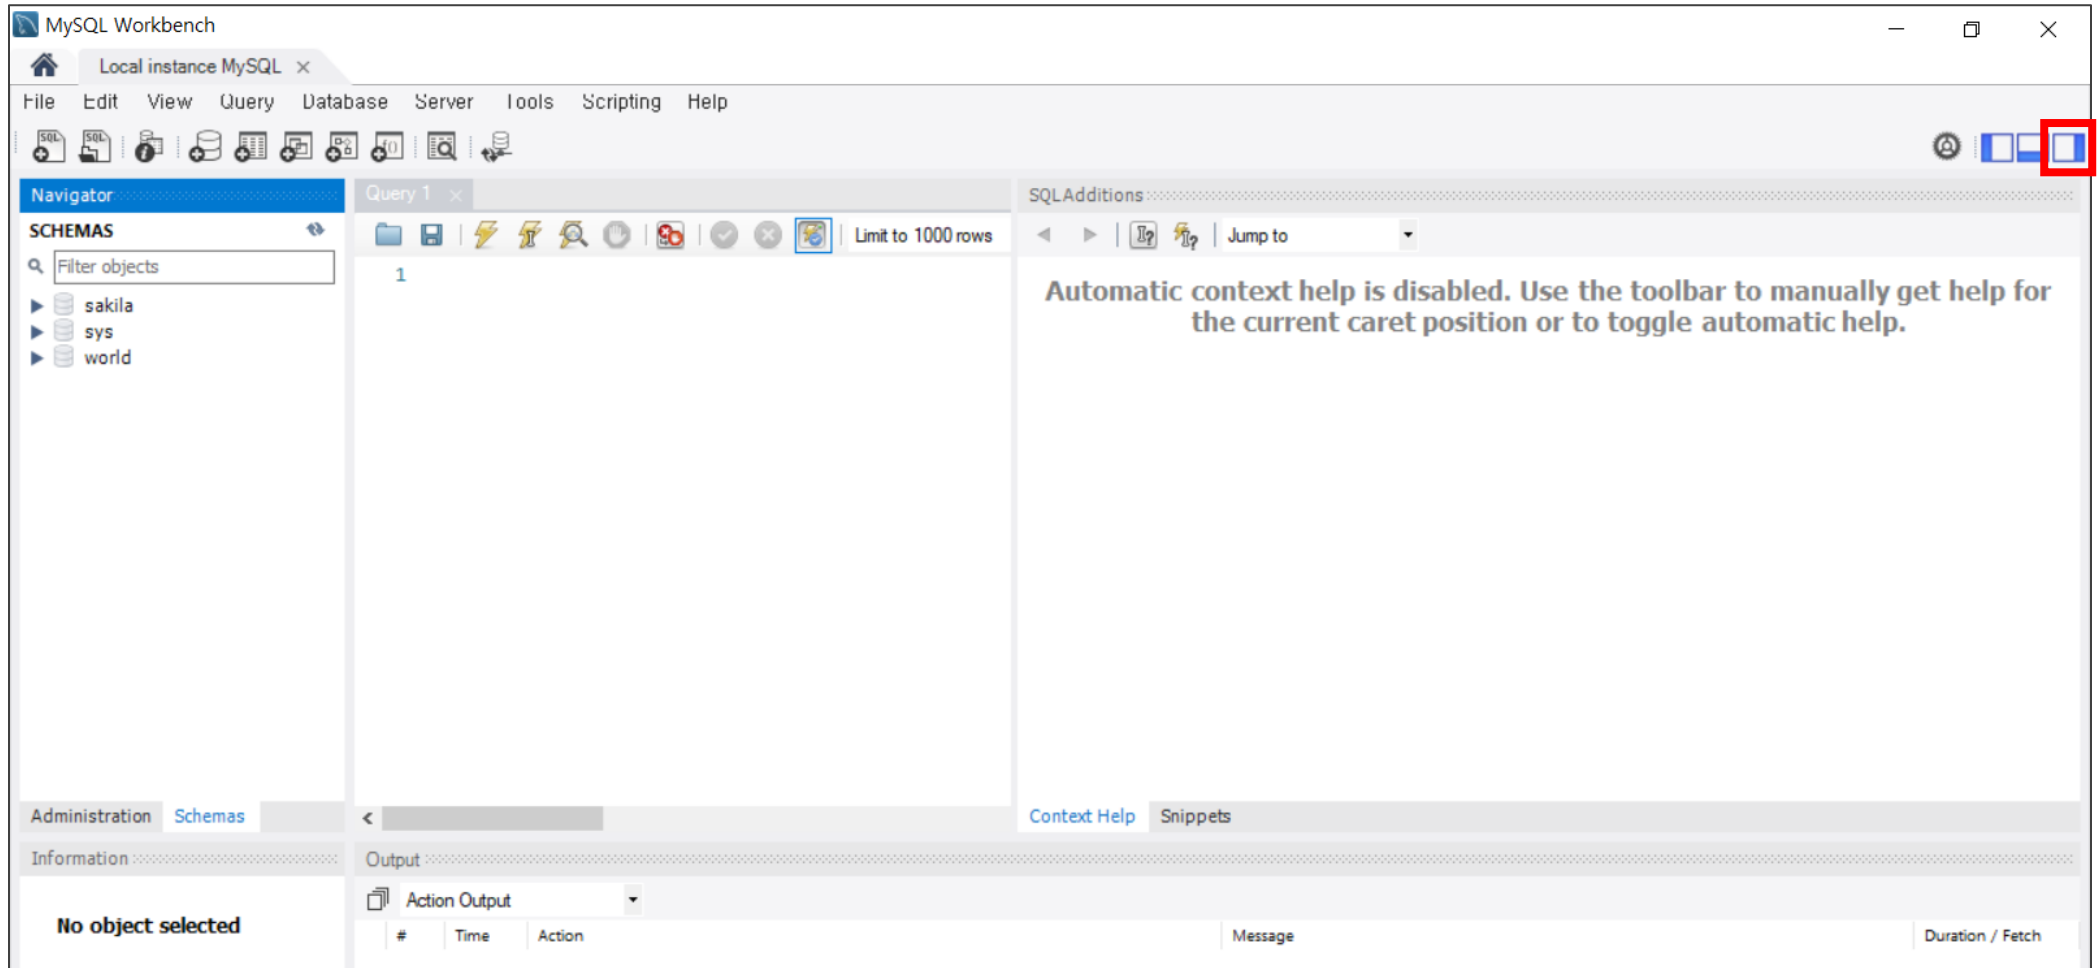 MySQL Workbench
Local instance MySQL
File Edit View Query Database Server Tools Scripting Help
Navigator
SCHEMAS
Filter objects
sakila
sys
world
Administration Schemas
Information
No object selected
Query 1
Limit to 1000 rows
1
SQLAdditions
Jump to
Automatic context help is disabled. Use the toolbar to manually get help for
the current caret position or to toggle automatic help.
Context Help Snippets
Output
Action Output
# Time Action Message Duration / Fetch